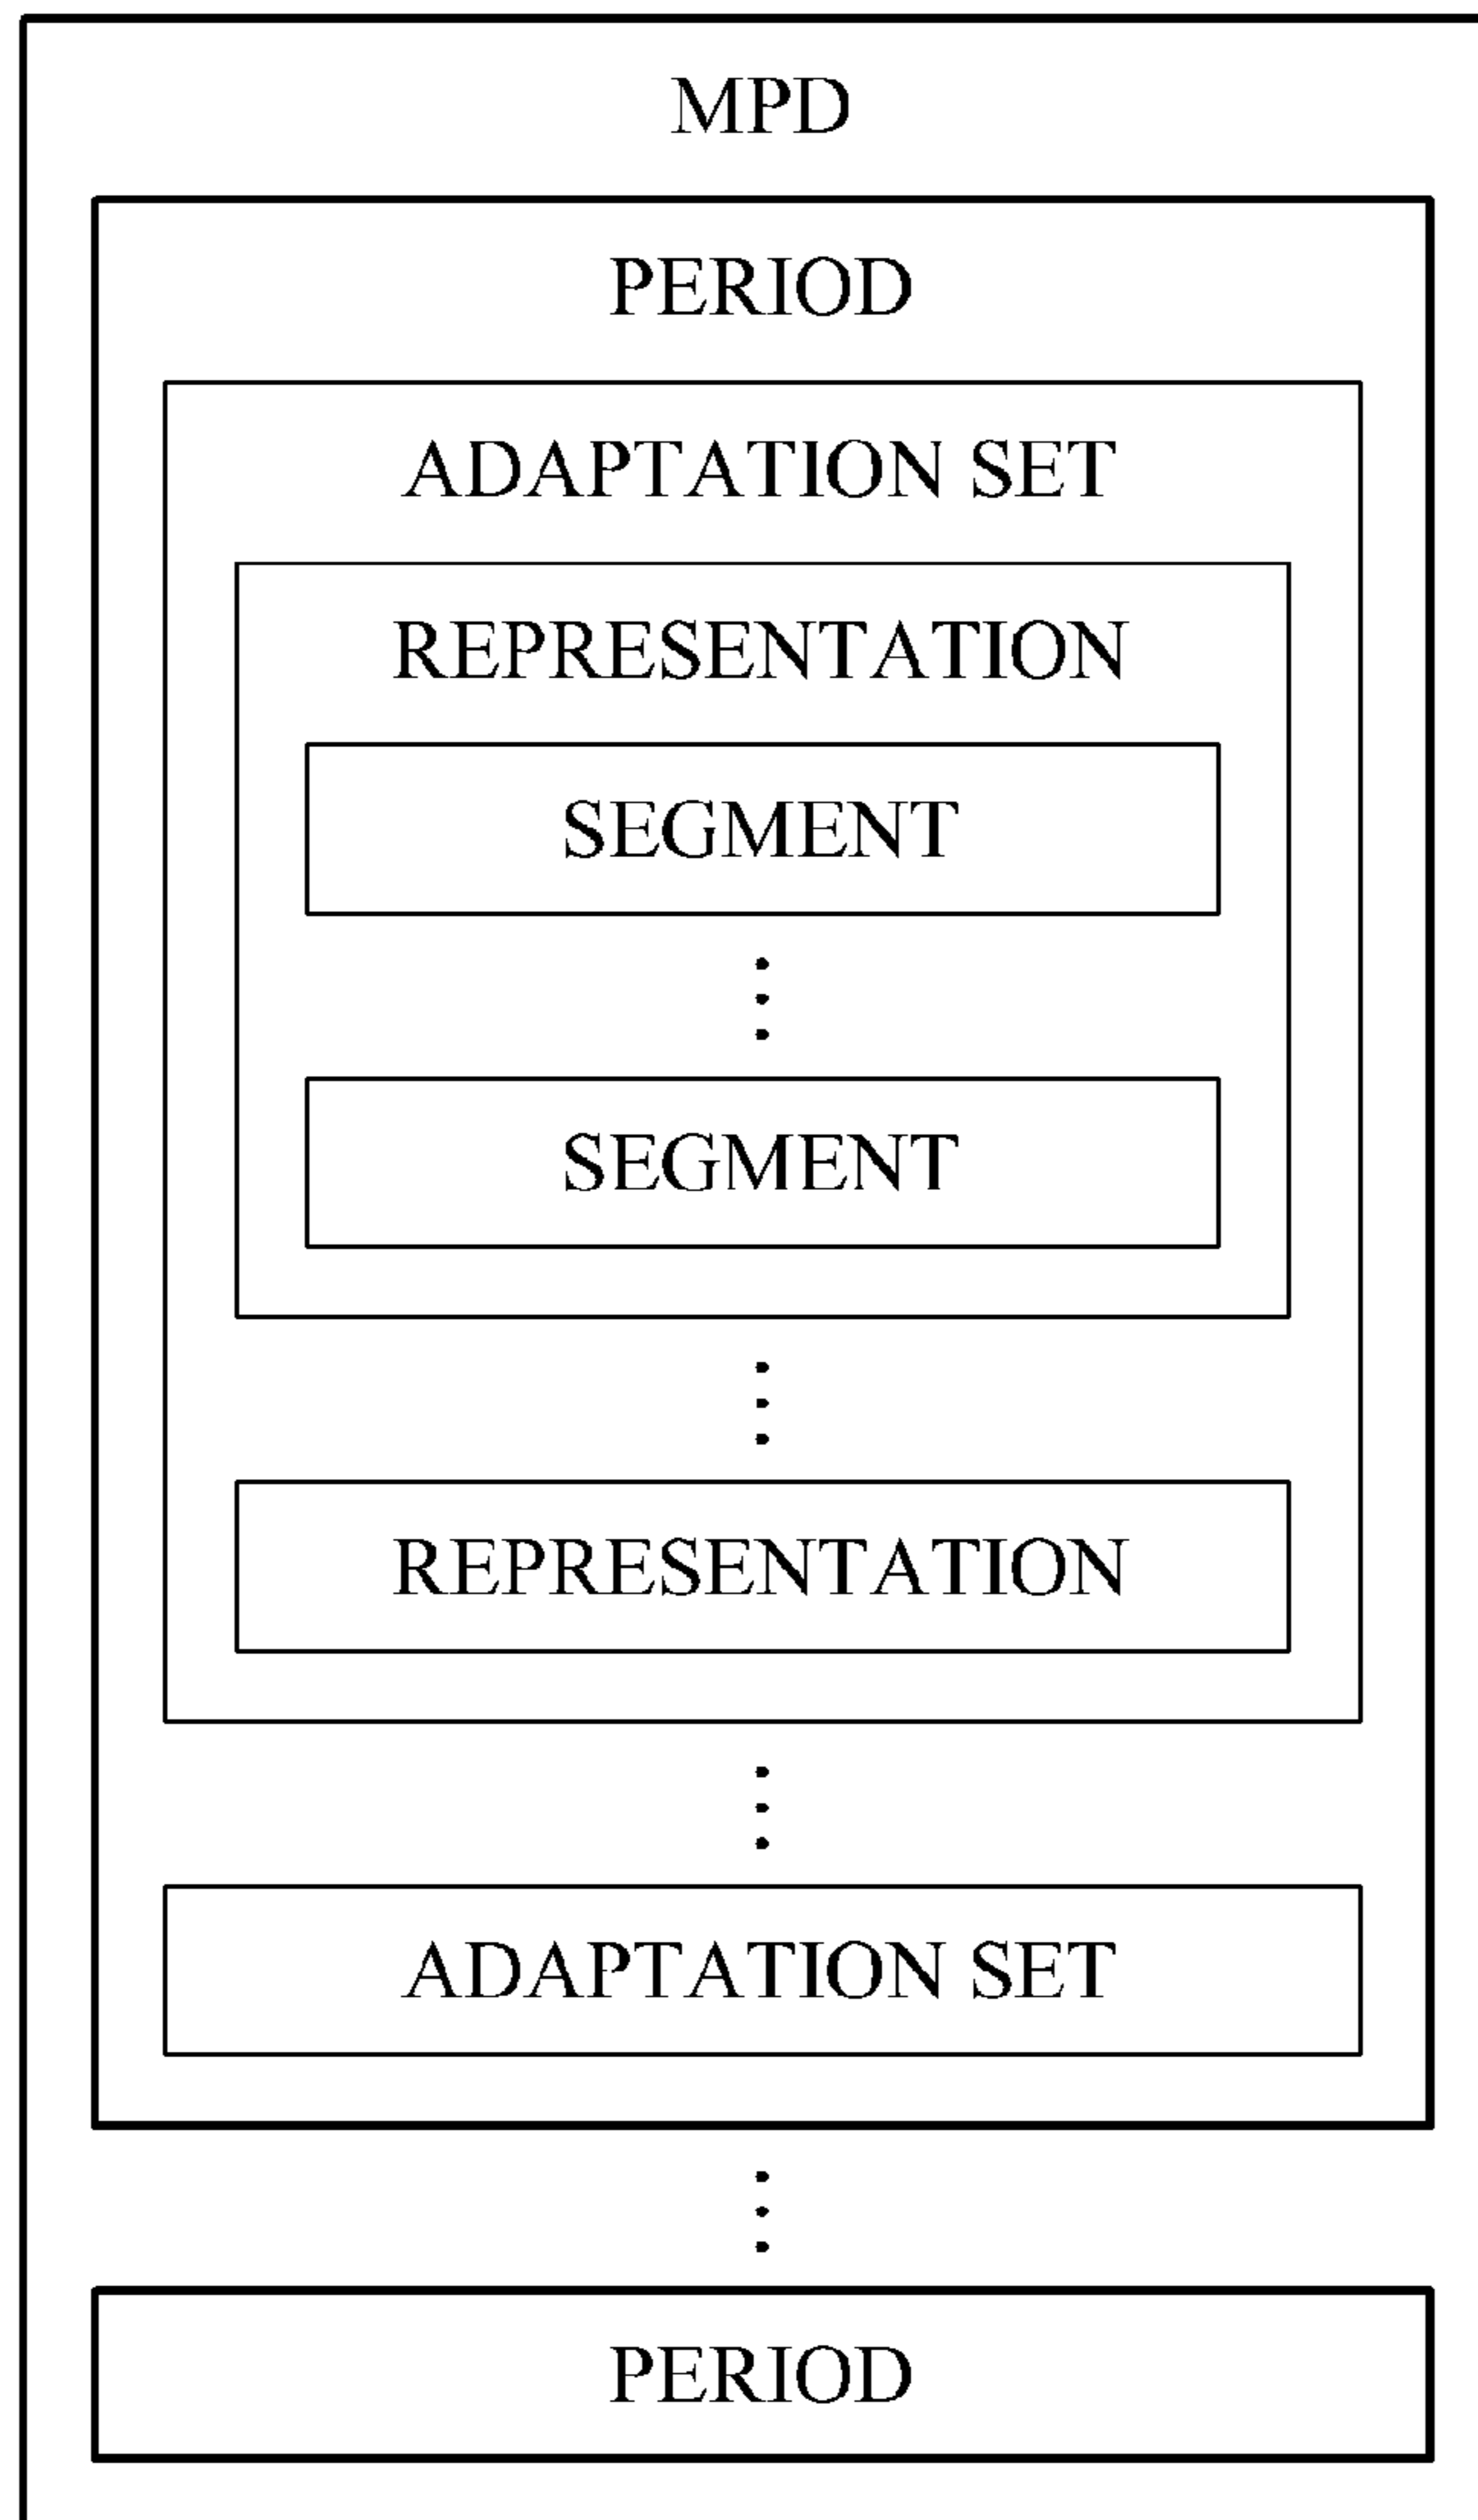 MPD
PERIOD
ADAPTATION SET
REPRESENTATION
SEGMENT
SEGMENT
REPRESENTATION
ADAPTATION SET
PERIOD